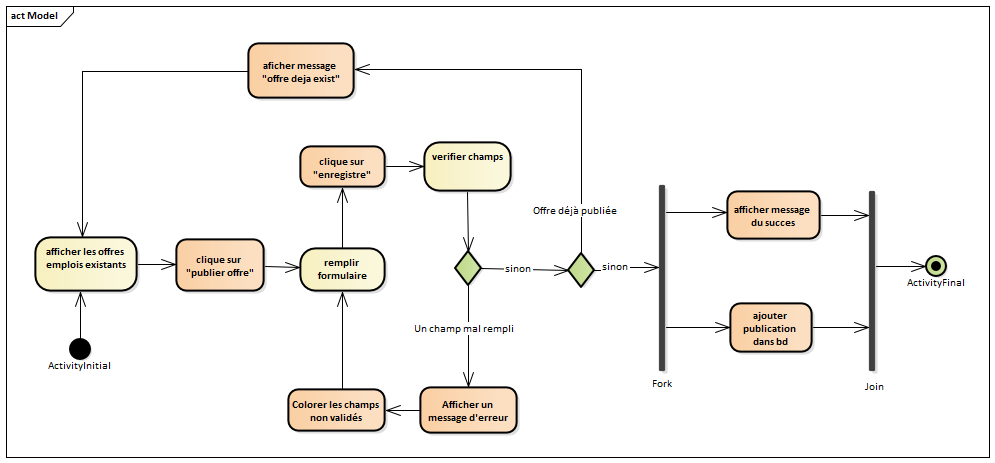 act Model
aficher message
"offre deja exist"
clique sur
"enregistre"
verifier champs
Offre déjà publiée
afficher message
du succes
afficher les offres
emplois existants
clique sur
"publier offre"
remplir
formulaire
sinon
sinon
ActivityFinal
Un champ mal rempli
ajouter
publication
dans bd
ActivityInitial
Fork
Join
Colorer les champs
non validés
Afficher un
message d'erreur